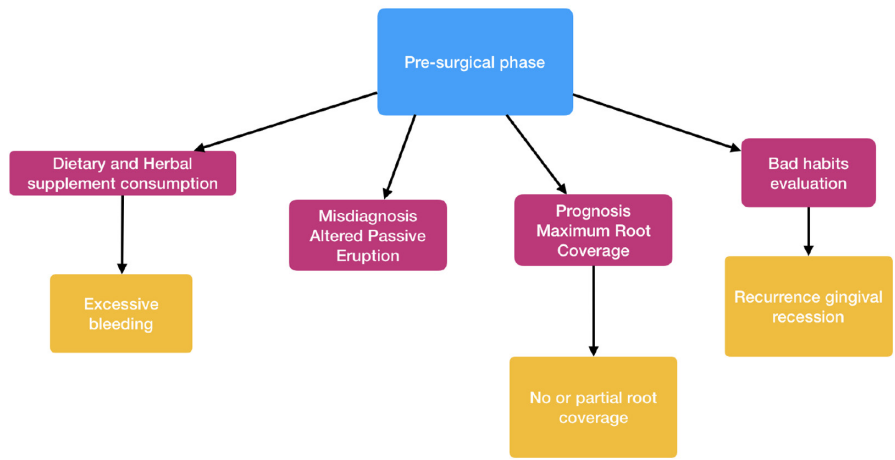 Pre-surgical phase
Dietary and Herbal
supplement consumption
Misdiagnosis
Altered Passive
Eruption
Prognosis
Maximum Root
Coverage
Bad habits
evaluation
Excessive
bleeding
No or partial root
coverage
Recurrence gingival
recession